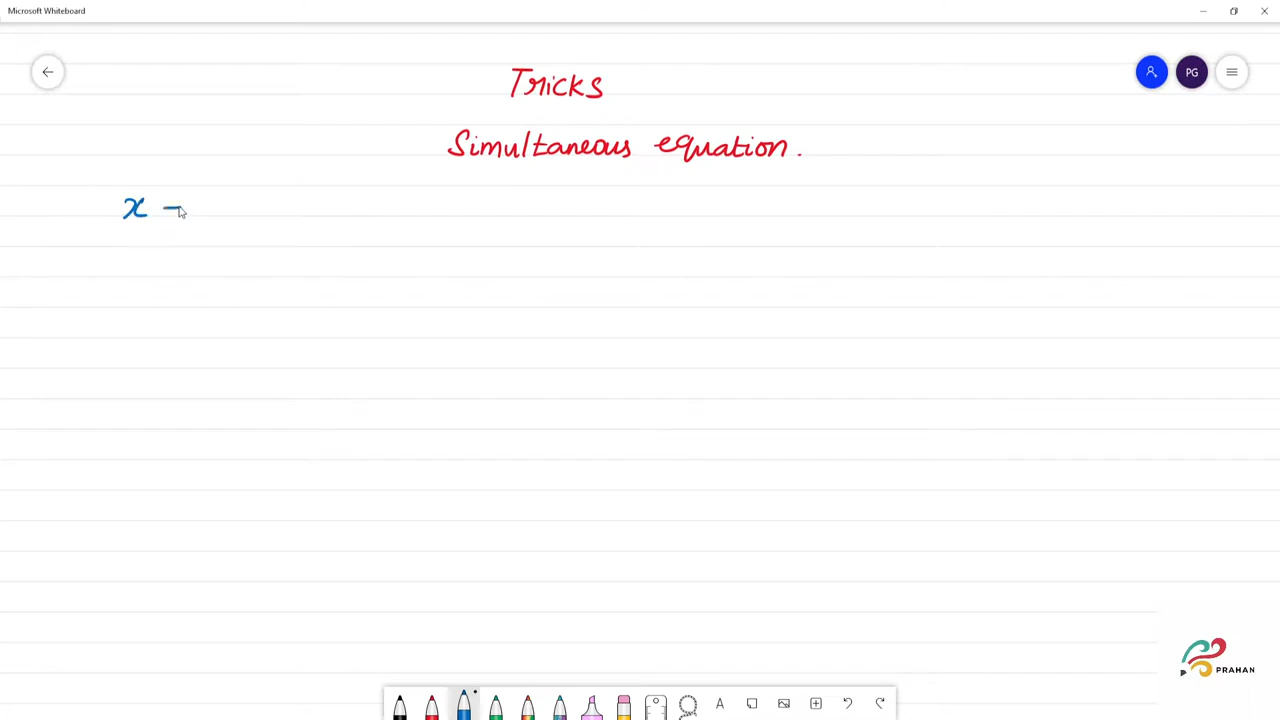 Microsoft Whiteboard
Tricks
PG
Simultaneous equation.
x -
PRAHAN
A